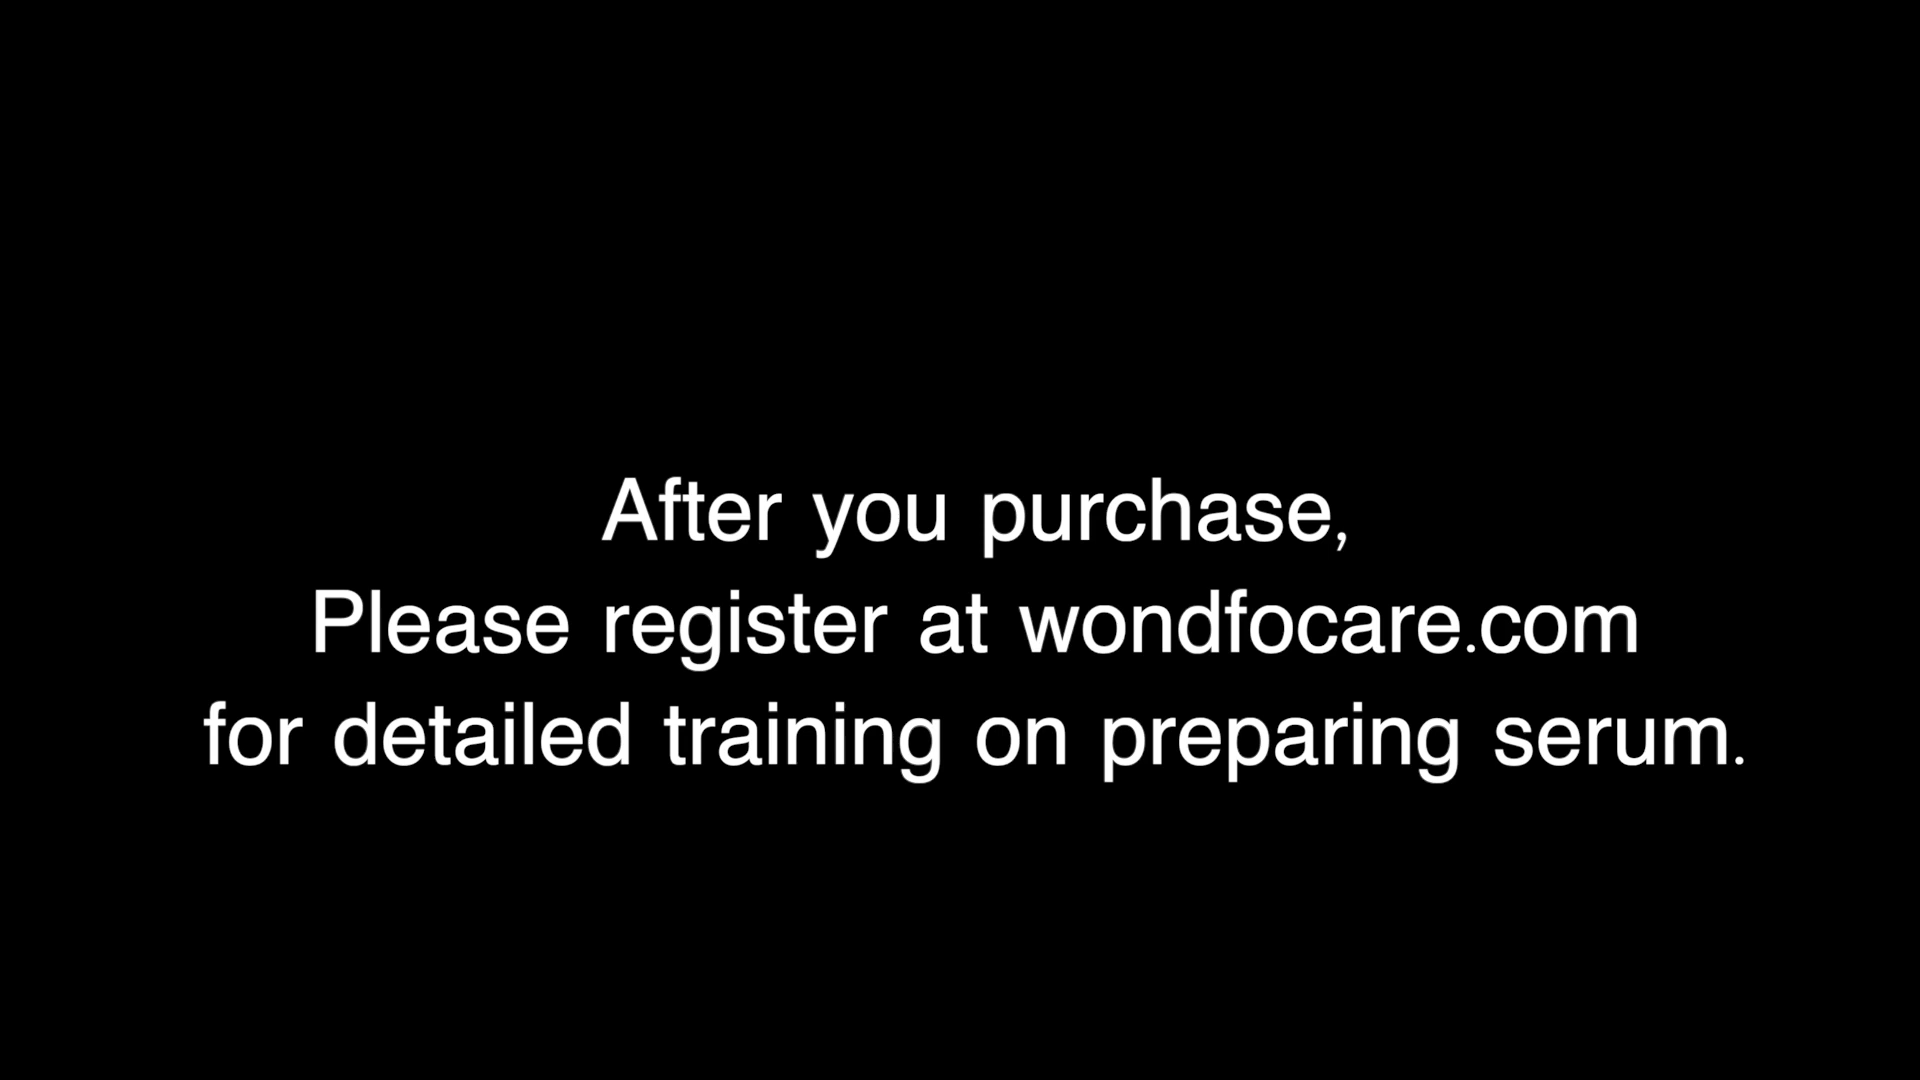 After you purchase,
Please register at wondfocare.com
for detailed training on preparing serum.